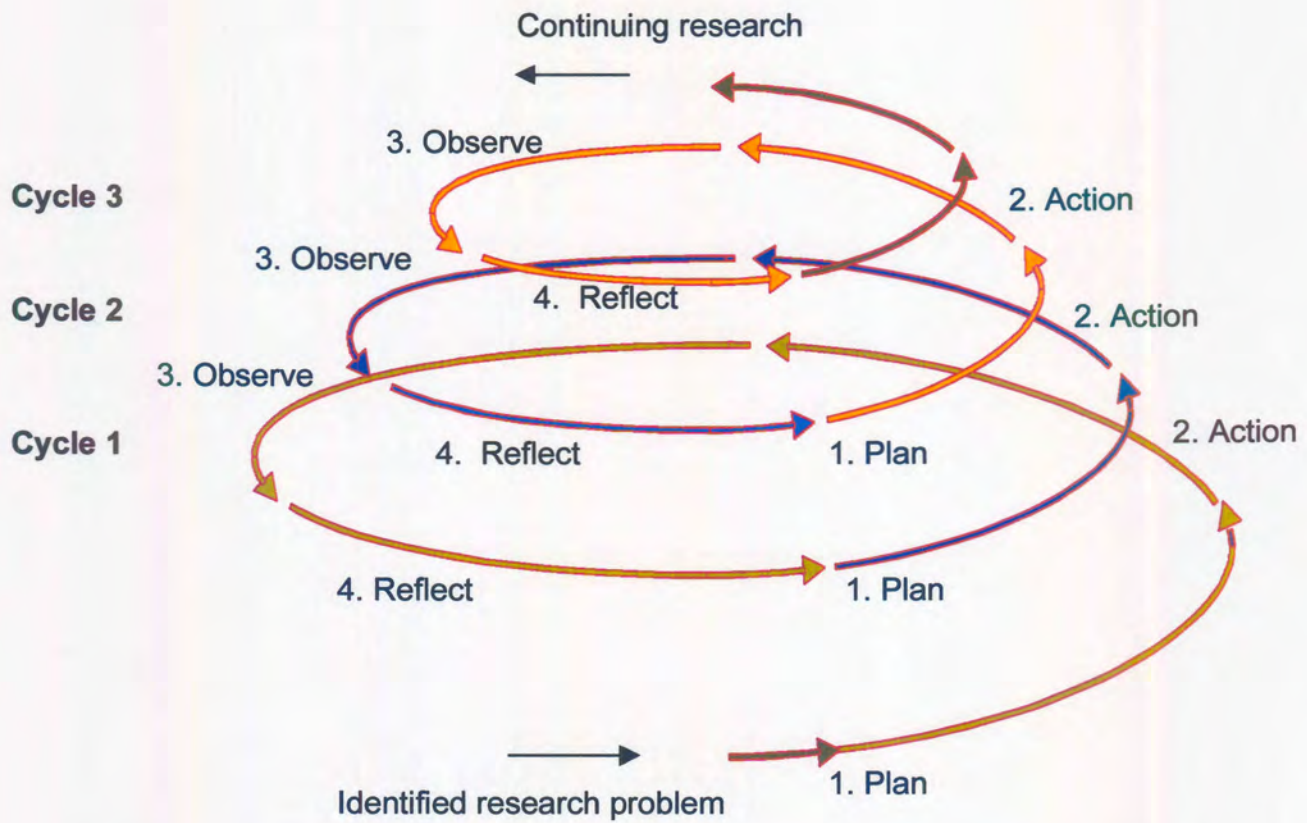 Continuing research
3. Observe
Cycle 3
2. Action
3. Observe
4. Reflect
Cycle 2
2. Action
3. Observe
Cycle 1
2. Action
4. Reflect
1. Plan
4. Reflect
1. Plan
1. Plan
Identified research problem